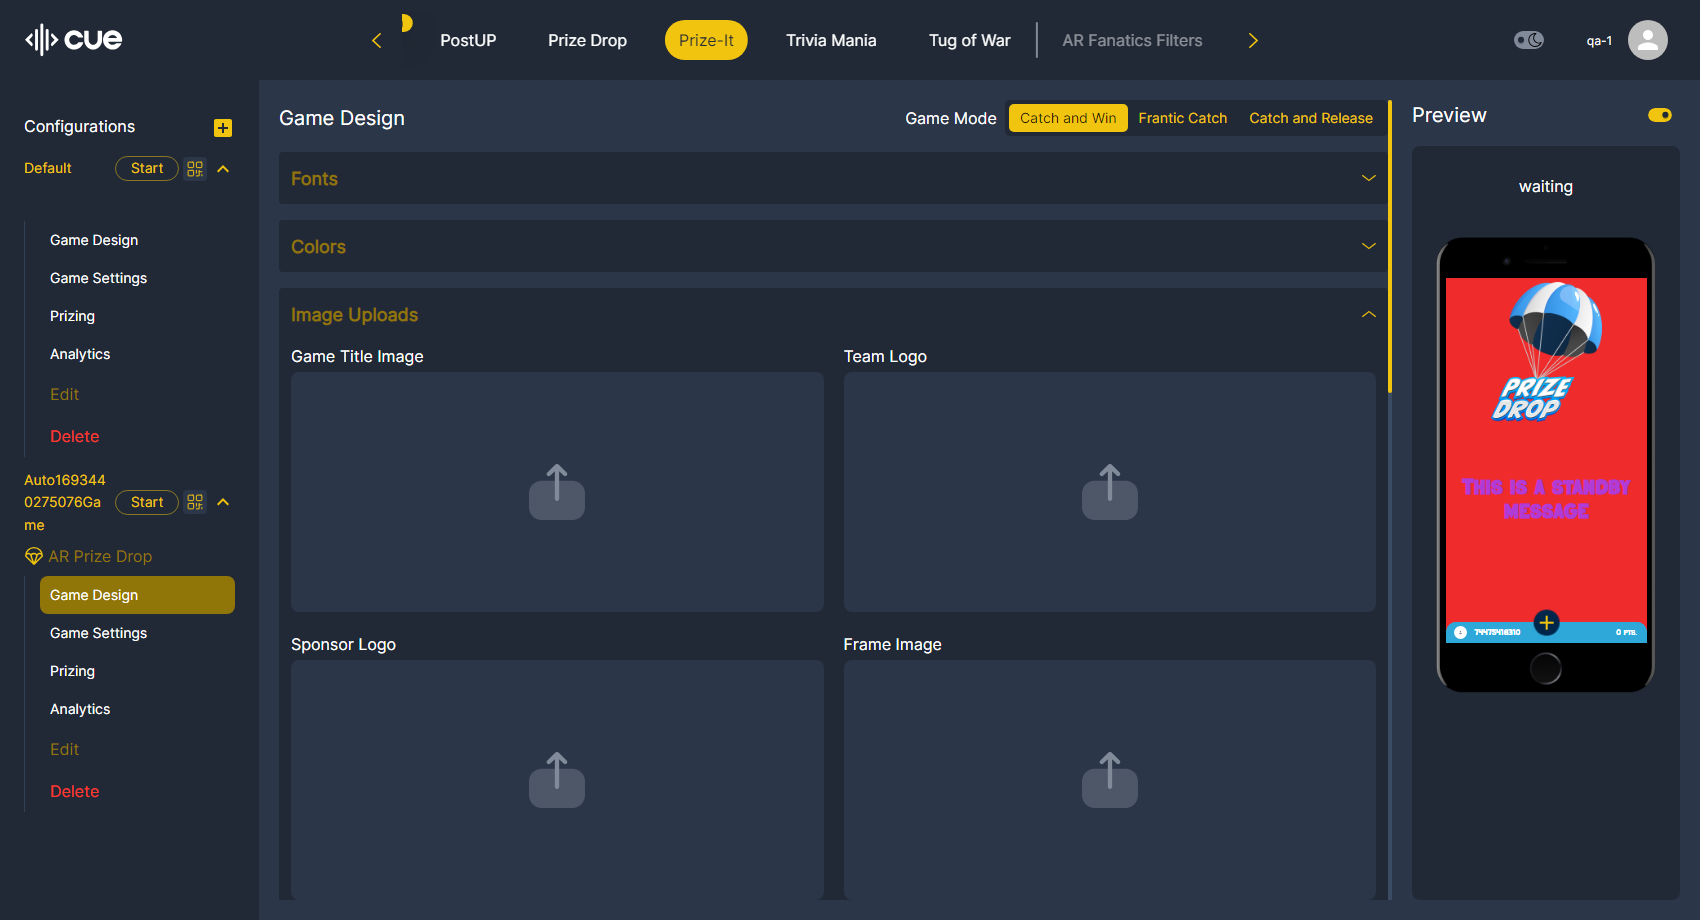 cue
PostUP
Prize Drop
Prize-It
Trivia Mania
Tug of War
AR Fanatics Filters
qa-1
Configurations
Default
Start
Game Design
Game Settings
Prizing
Analytics
Edit
Delete
Auto169344
0275076Ga
me
Start
AR Prize Drop
Game Design
Game Settings
Prizing
Analytics
Edit
Delete
Game Design
Game Mode
Catch and Win
Frantic Catch
Catch and Release
Fonts
Colors
Image Uploads
Game Title Image
Team Logo
Sponsor Logo
Frame Image
Preview
waiting
PRIZE
DROP
THIS IS A STANDBY
MESSAGE
0 PTS.